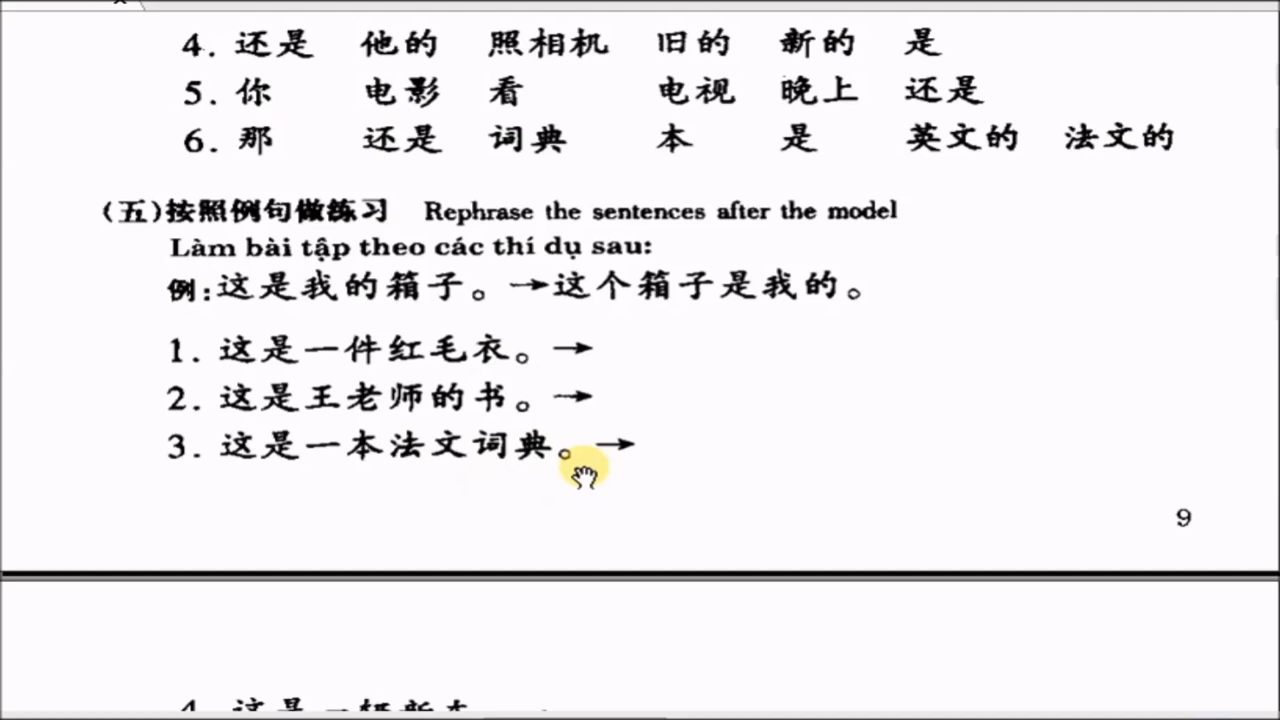 4. 还是 他的 照相机 旧的 新的 是
5. 你 电影 看 电视 晚上 还是
6. 那 还是 词典 本 是 英文的 法文的
(五)按照例句做练习 Rephrase the sentences after the model
Làm bài tập theo các thí dụ sau:
例:这是我的箱子。→这个箱子是我的。
1. 这是一件红毛衣。→
2. 这是王老师的书。→
3. 这是一本法文词典。→
9
4. 这是一